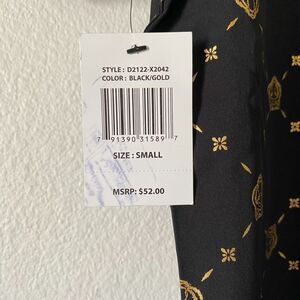 STYLE : D2122-X2042
COLOR : BLACK/GOLD
7 91390 31589 7
SIZE : SMALL
MSRP: $52.00